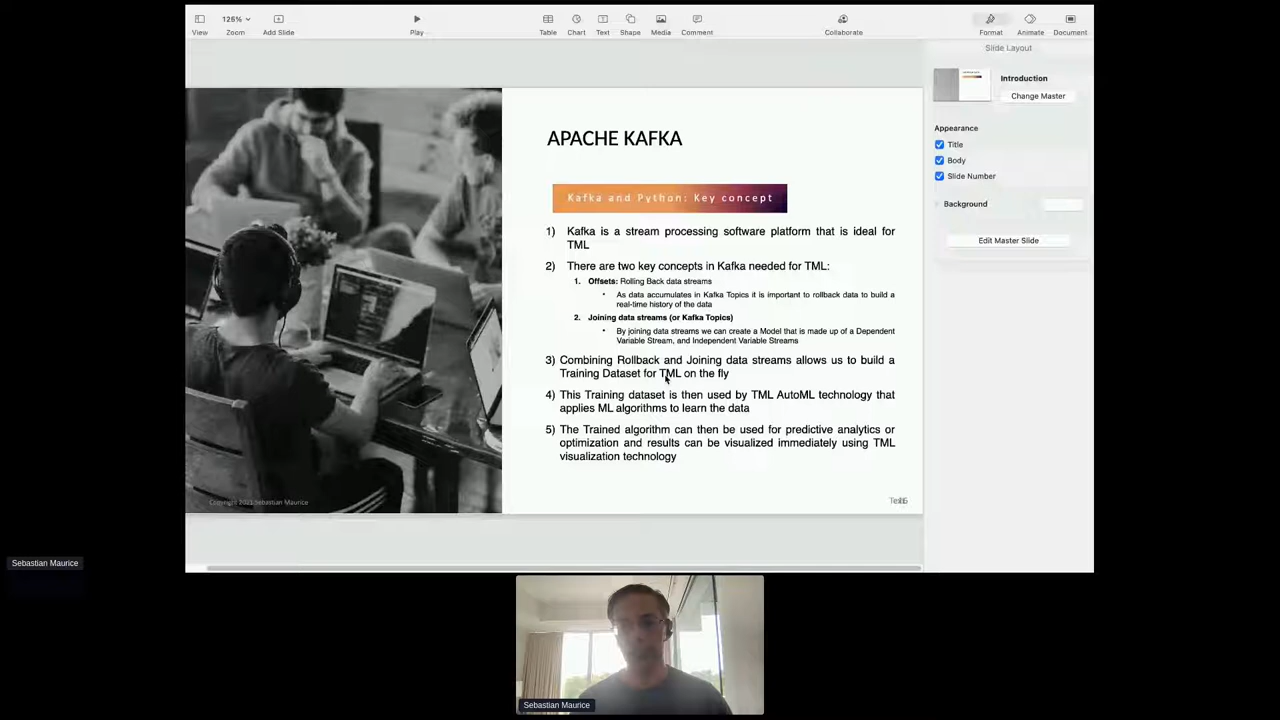 View
126%
Zoom
Add Slide
Play
Table
Chart
Text
Shape
Media
Comment
Collaborate
Format
Animate
Document
Slide Layout
Introduction
Change Master
Appearance
Title
Body
Slide Number
Background
Edit Master Slide
APACHE KAFKA
Kafka and Python: Key concept
1) Kafka is a stream processing software platform that is ideal for
TML
2) There are two key concepts in Kafka needed for TML:
1. Offsets: Rolling Back data streams
• As data accumulates in Kafka Topics it is important to rollback data to build a
real-time history of the data
2. Joining data streams (or Kafka Topics)
• By joining data streams we can create a Model that is made up of a Dependent
Variable Stream, and Independent Variable Streams
3) Combining Rollback and Joining data streams allows us to build a
Training Dataset for TML on the fly
4) This Training dataset is then used by TML AutoML technology that
applies ML algorithms to learn the data
5) The Trained algorithm can then be used for predictive analytics or
optimization and results can be visualized immediately using TML
visualization technology
Copyright 2021 Sebastian Maurice
Sebastian Maurice
Sebastian Maurice